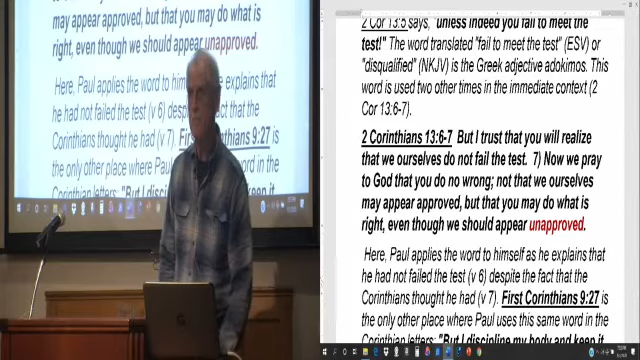 may appear approved, but that you may do what is
right, even though we should appear unapproved.
Here, Paul applies the word to explains that
he had not failed the test (v 6) fact that the
Corinthians thought he had (v 7). 9:27 is
the only other place where Paul word in the
keep it
2 Cor 13:5 says, "unless indeed you fail to meet the
test!" The word translated "fail to meet the test" (ESV) or
"disqualified" (NKJV) is the Greek adjective adokimos. This
word is used two other times in the immediate context (2
Cor 13:6-7).
2 Corinthians 13:6-7 But I trust that you will realize
that we ourselves do not fail the test. 7) Now we pray
to God that you do no wrong; not that we ourselves
may appear approved, but that you may do what is
right, even though we should appear unapproved.
Here, Paul applies the word to himself as he explains that
he had not failed the test (v 6) despite the fact that the
Corinthians thought he had (v 7). First Corinthians 9:27 is
the only other place where Paul uses this same word in the
Corinthian letters: "But I discipline my body and keep it